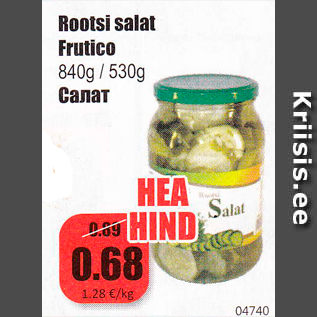 Rootsi salat
Frutico
840g / 530g
Салат
HEA
HIND
0.89
0.68
1.28 €/kg
Rootsi
Salat
04740
Kriisis.ee